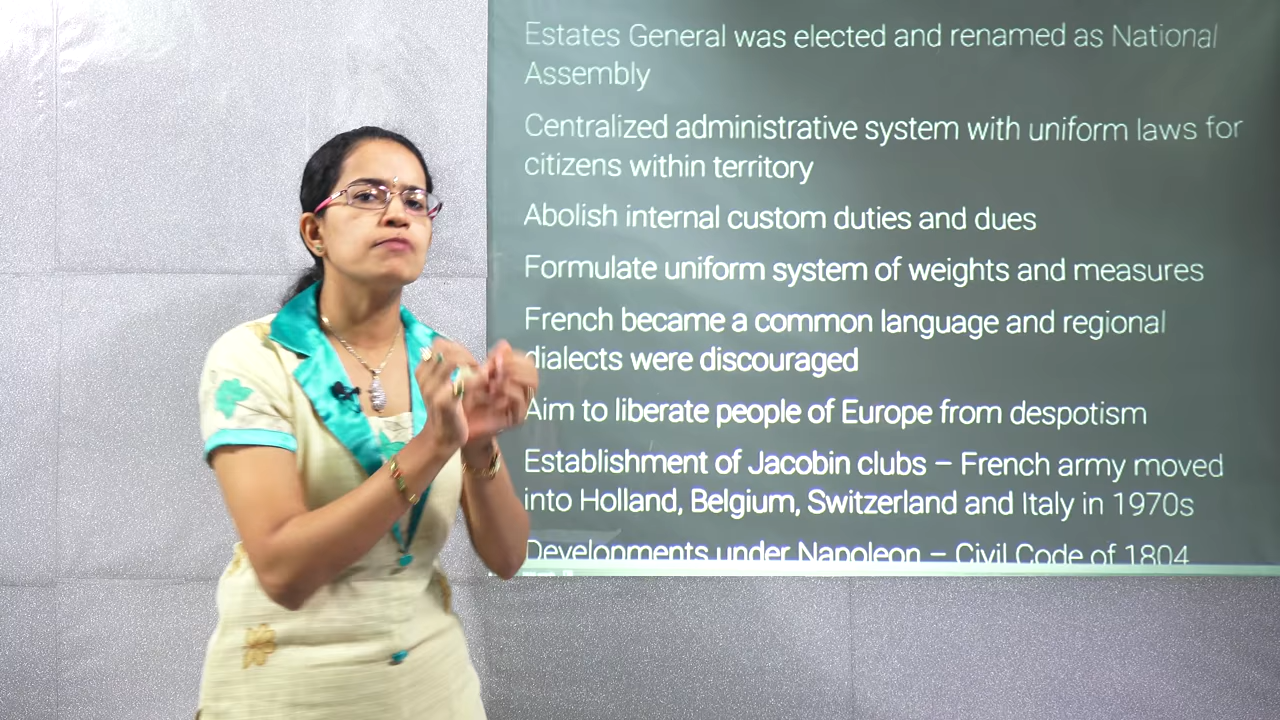 Estates General was elected and renamed as National
Assembly
Centralized administrative system with uniform laws for
citizens within territory
Abolish internal custom duties and dues
Formulate uniform system of weights and measures
French became a common language and regional
dialects were discouraged
Aim to liberate people of Europe from despotism
Establishment of Jacobin clubs – French army moved
into Holland, Belgium, Switzerland and Italy in 1970s
Developments under Napoleon – Civil Code of 1804